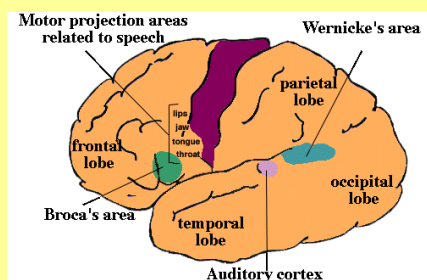 Motor projection areas
related to speech
Wernicke's area
parietal
lobe
lips
jaw
tongue
throat
frontal
lobe
Broca's area
occipital
lobe
temporal
lobe
Auditory cortex